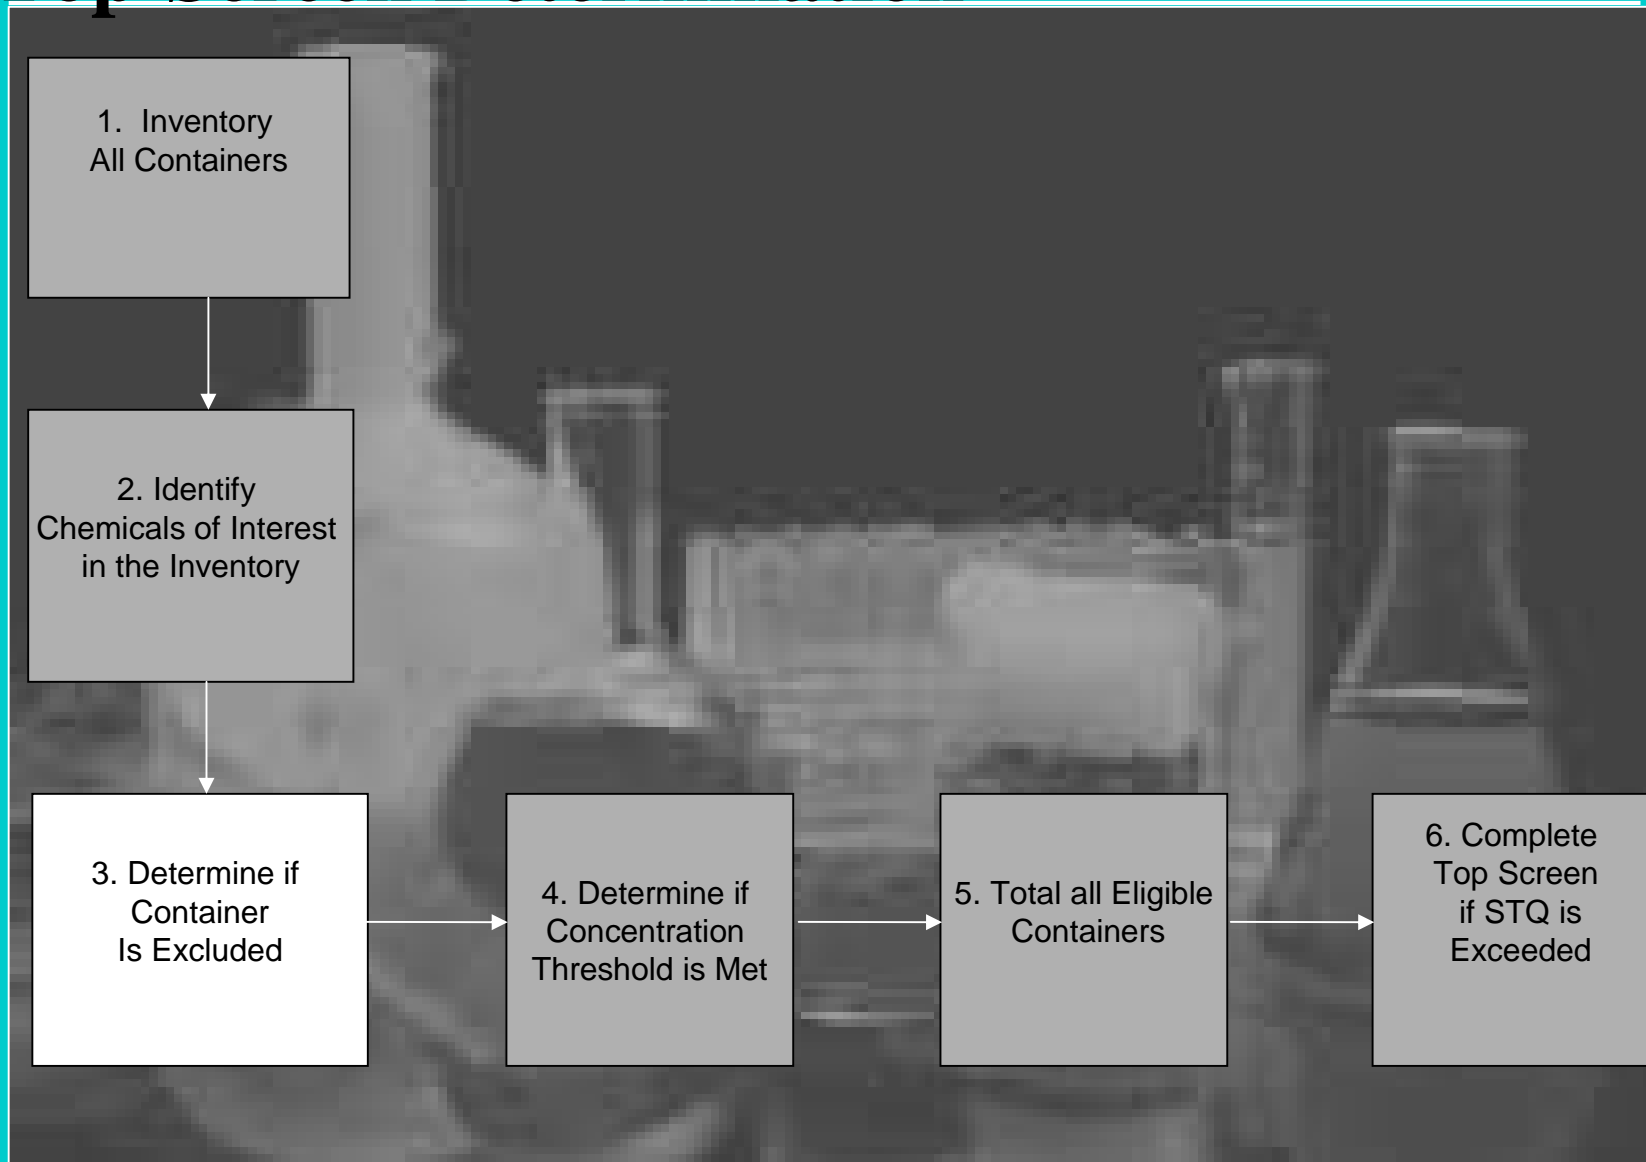 1. Inventory
All Containers
2. Identify
Chemicals of Interest
in the Inventory
3. Determine if
Container
Is Excluded
4. Determine if
Concentration
Threshold is Met
5. Total all Eligible
Containers
6. Complete
Top Screen
if STQ is
Exceeded